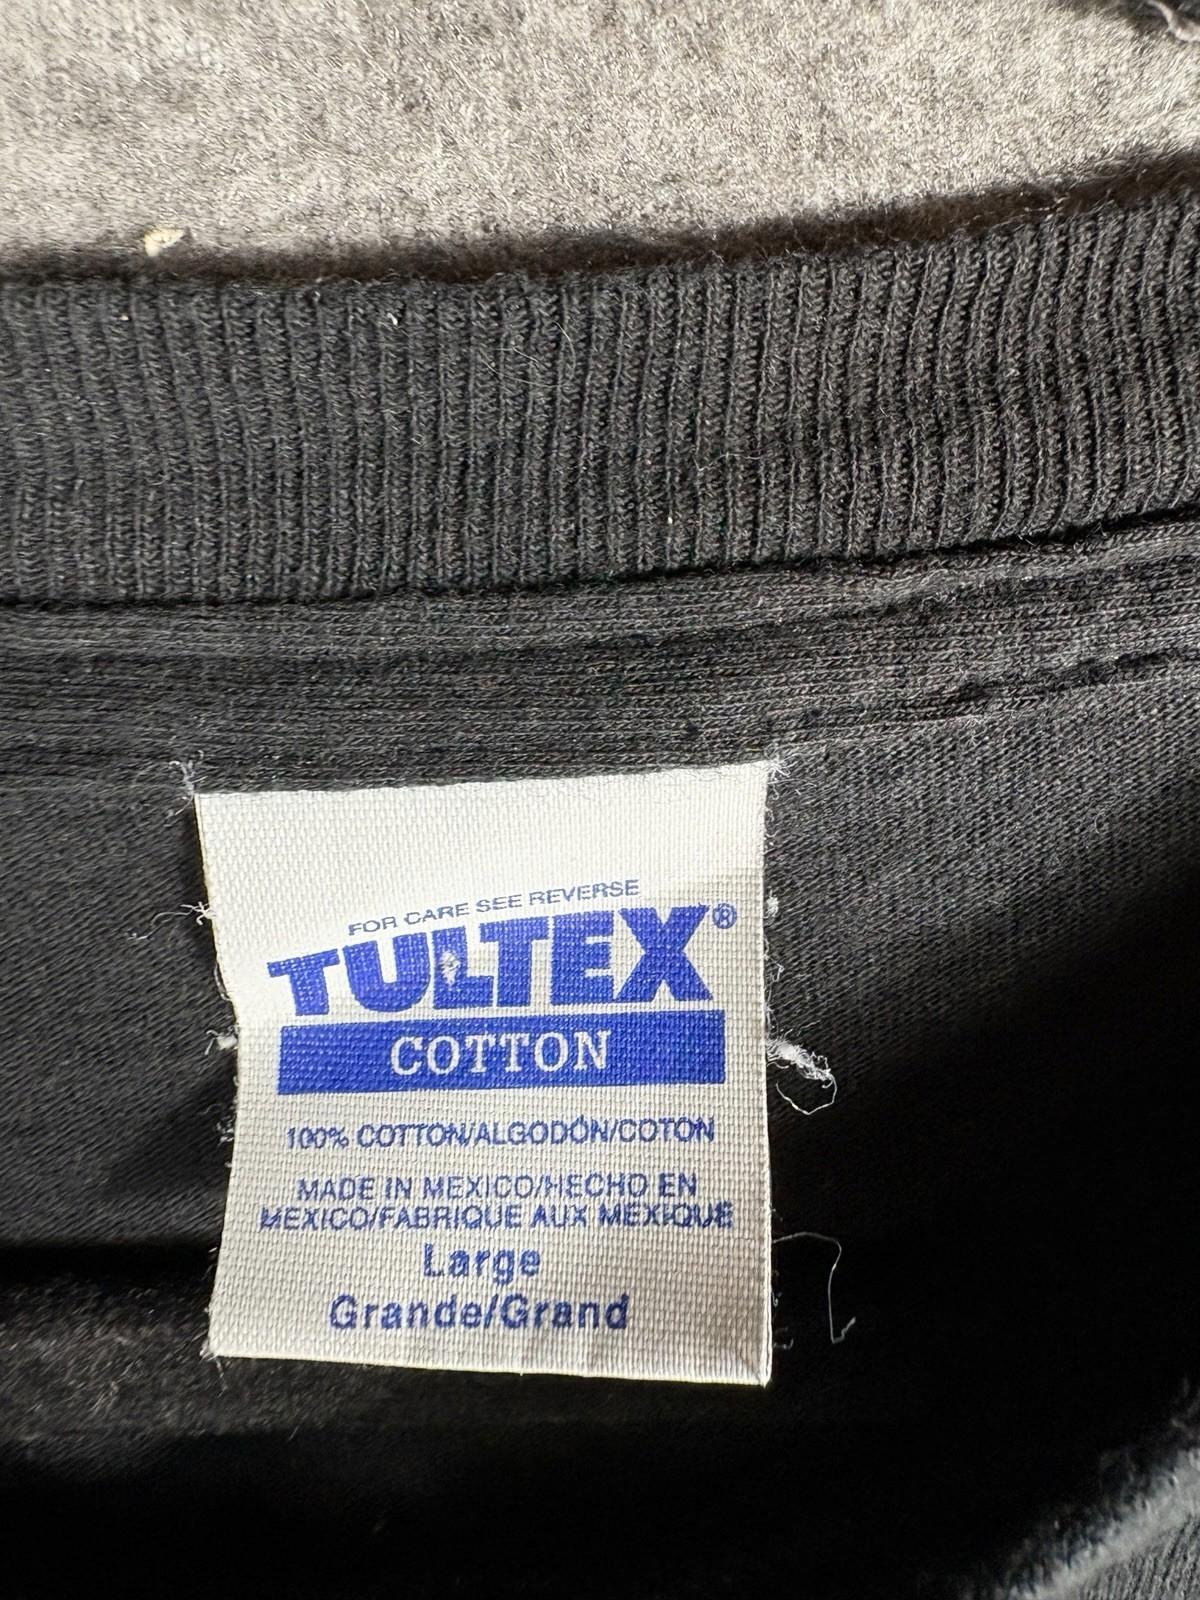 FOR CARE SEE REVERSE
TULTEX®
COTTON
100% COTTON/ALGODÓN/COTON
MADE IN MEXICO/HECHO EN
MEXICO/FABRIQUE AUX MEXIQUE
Large
Grande/Grand